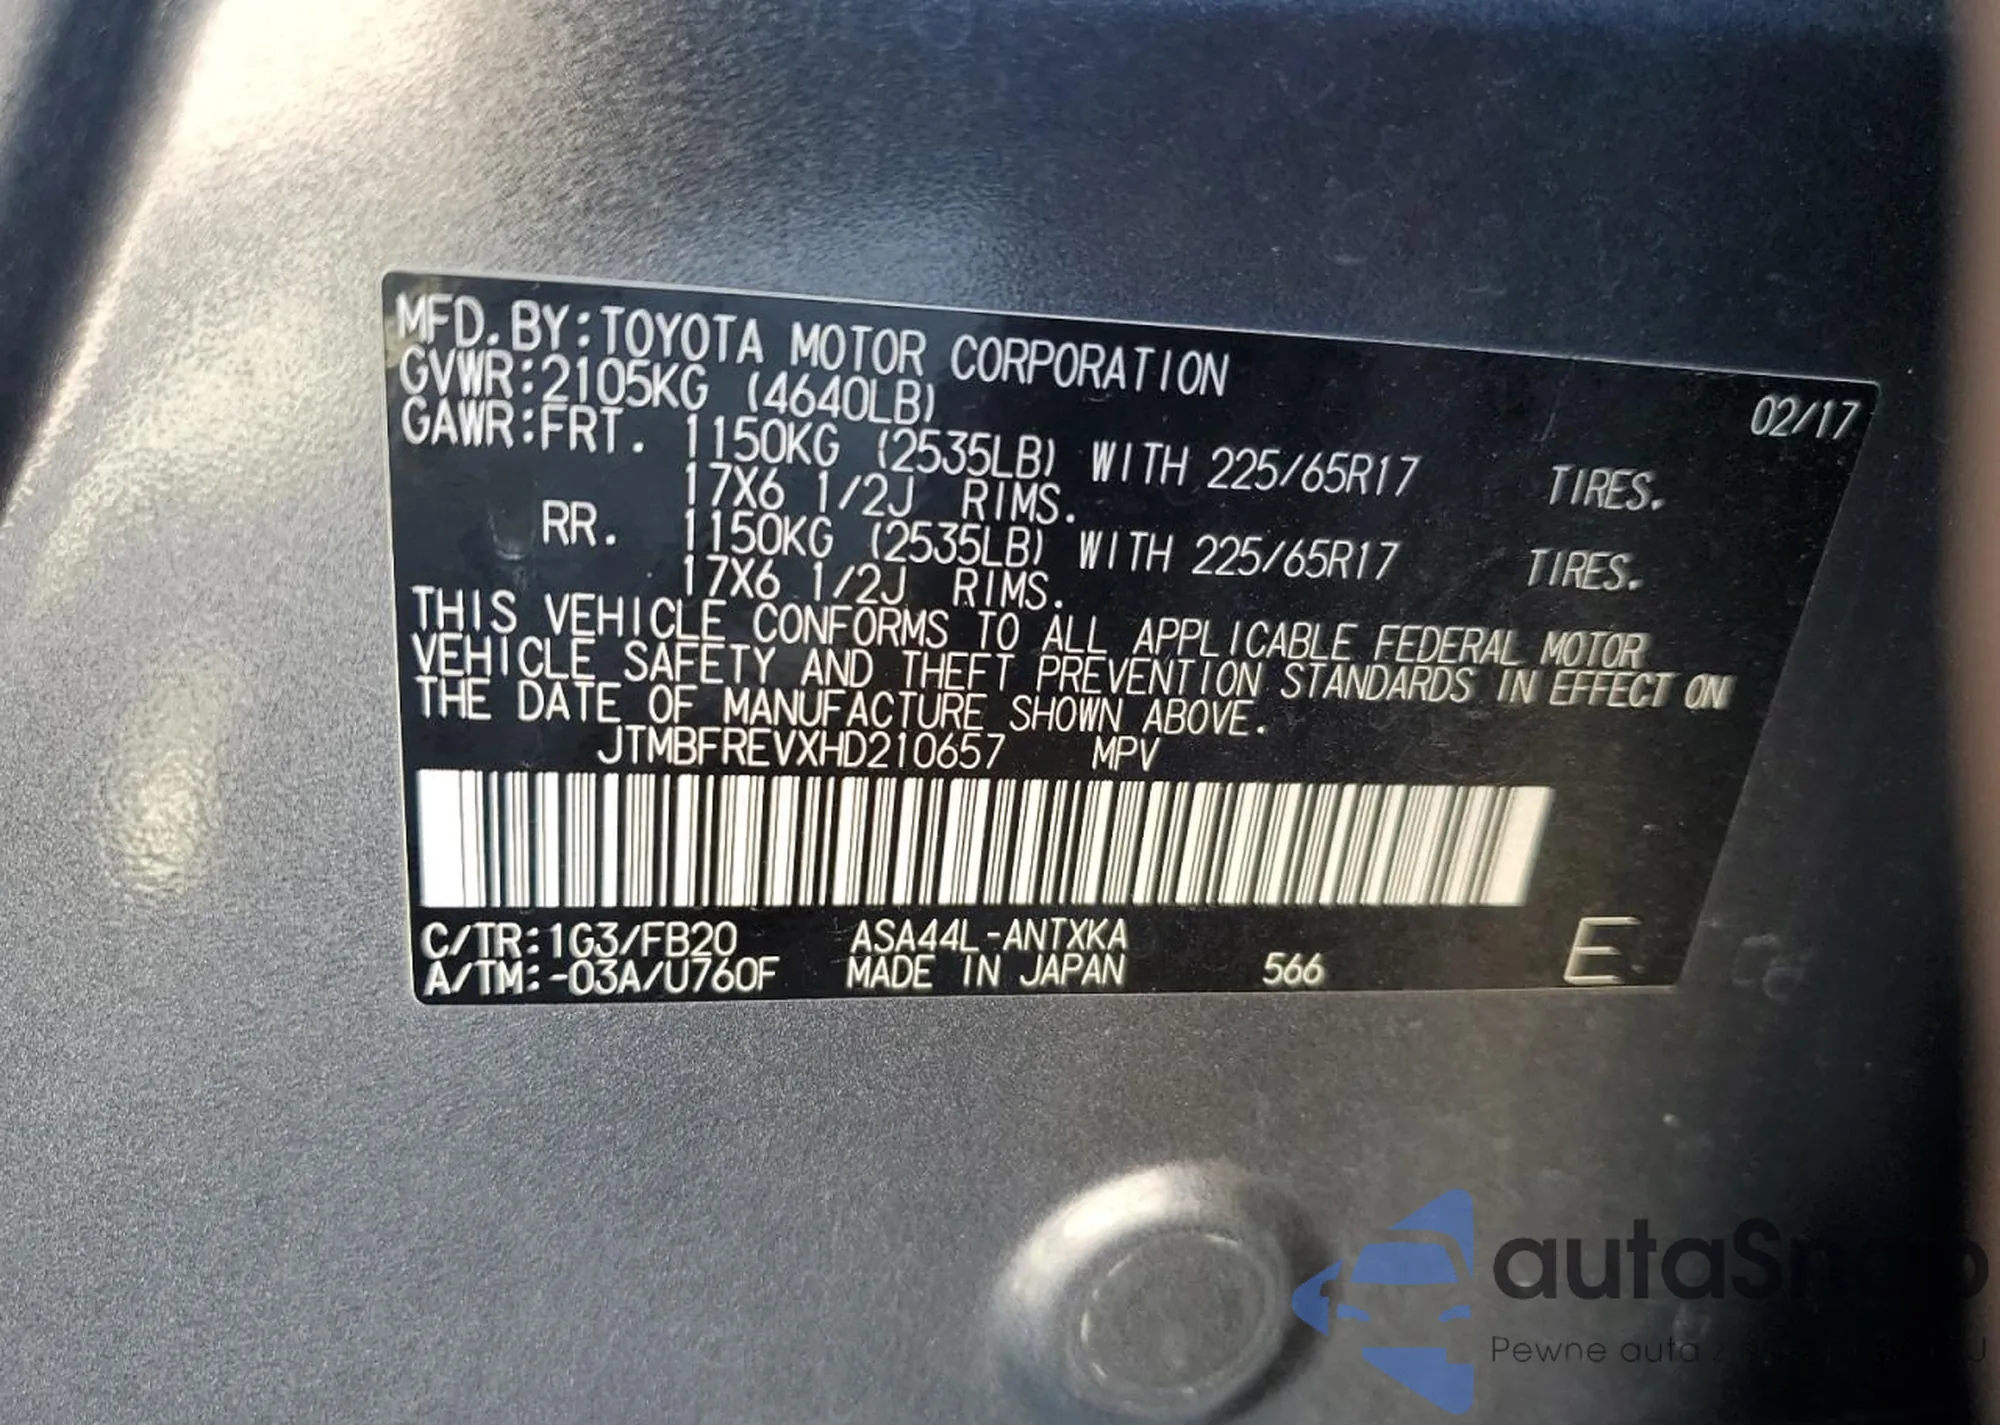 MFD. BY:TOYOTA MOTOR CORPORATION 02/17
GVWR:2105KG (4640LB)
GAWR:FRT. 1150KG (2535LB) WITH 225/65R17 TIRES.
17X6 1/2J RIMS.
RR. 1150KG (2535LB) WITH 225/65R17 TIRES.
17X6 1/2J RIMS.
THIS VEHICLE CONFORMS TO ALL APPLICABLE FEDERAL MOTOR
VEHICLE SAFETY AND THEFT PREVENTION STANDARDS IN EFFECT ON
THE DATE OF MANUFACTURE SHOWN ABOVE.
JTMBFREVXHD210657 MPV
C/TR:1G3/FB20 ASA44L-ANTXKA
A/TM:-03A/U760F MADE IN JAPAN 566 E
Pewne auta